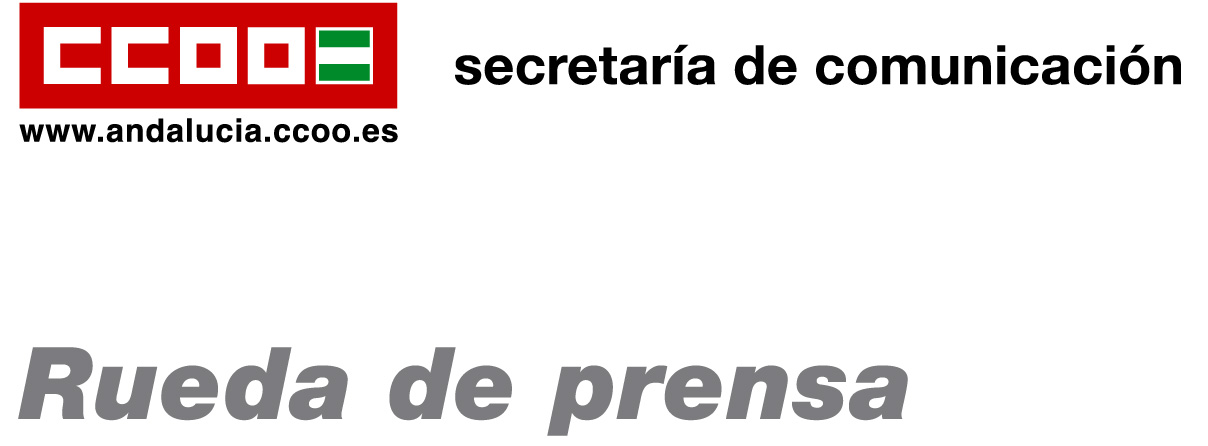 CCOO
secretaría de comunicación
www.andalucia.ccoo.es
Rueda de prensa